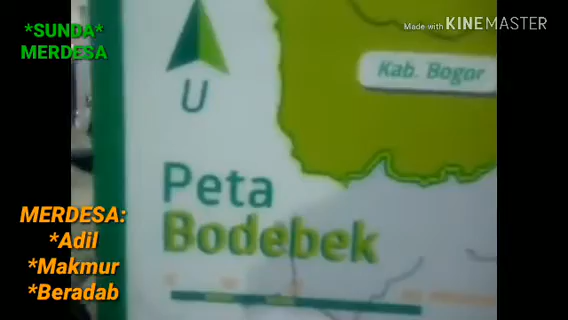 *SUNDA*
MERDESA
Made with KINEMASTER
Kab. Bogor
U
Peta
Bodebek
MERDESA:
*Adil
*Makmur
*Beradab